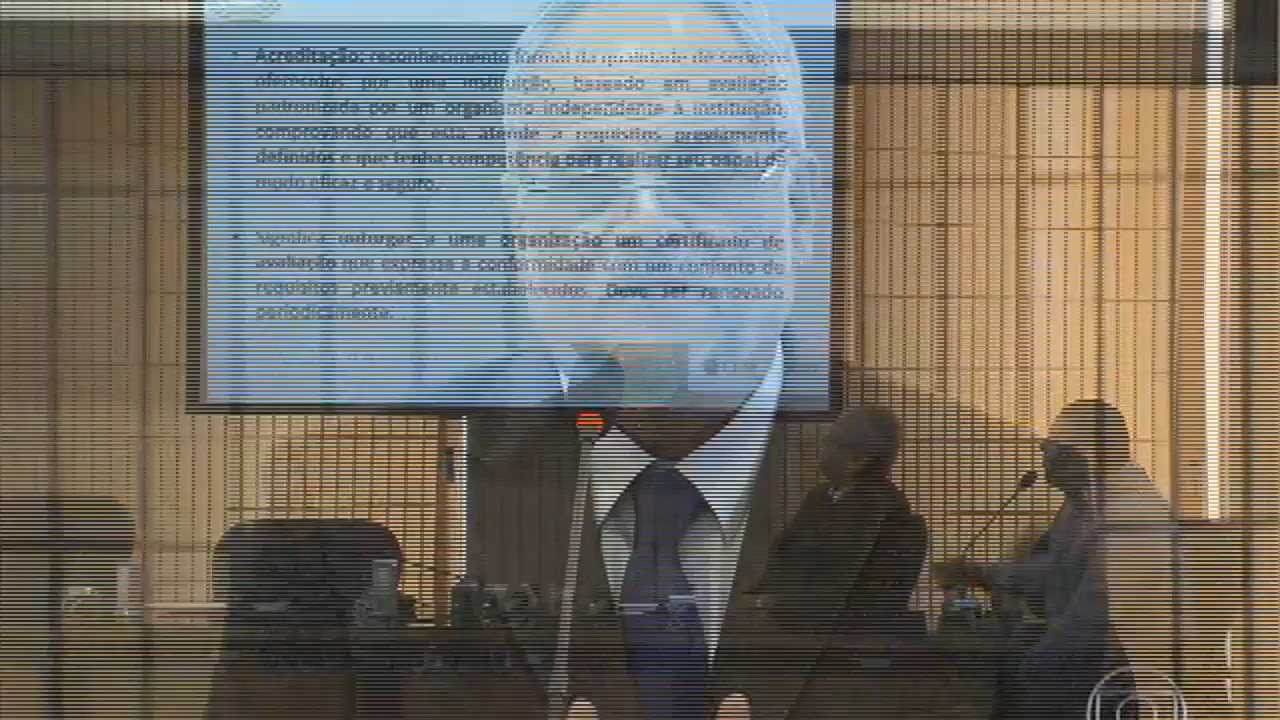 Acreditação: reconhecimento formal da qualidade de serviços
oferecidos por uma instituição, baseado em avaliação
padronizada por um organismo independente à instituição,
comprovando que esta atende a requisitos previamente
definidos e que tenha competência para realizar seu papel de
modo eficaz e seguro.
Significa outorgar a uma organização um certificado de
avaliação que expressa a conformidade com um conjunto de
requisitos previamente estabelecidos. Deve ser renovado
periodicamente.